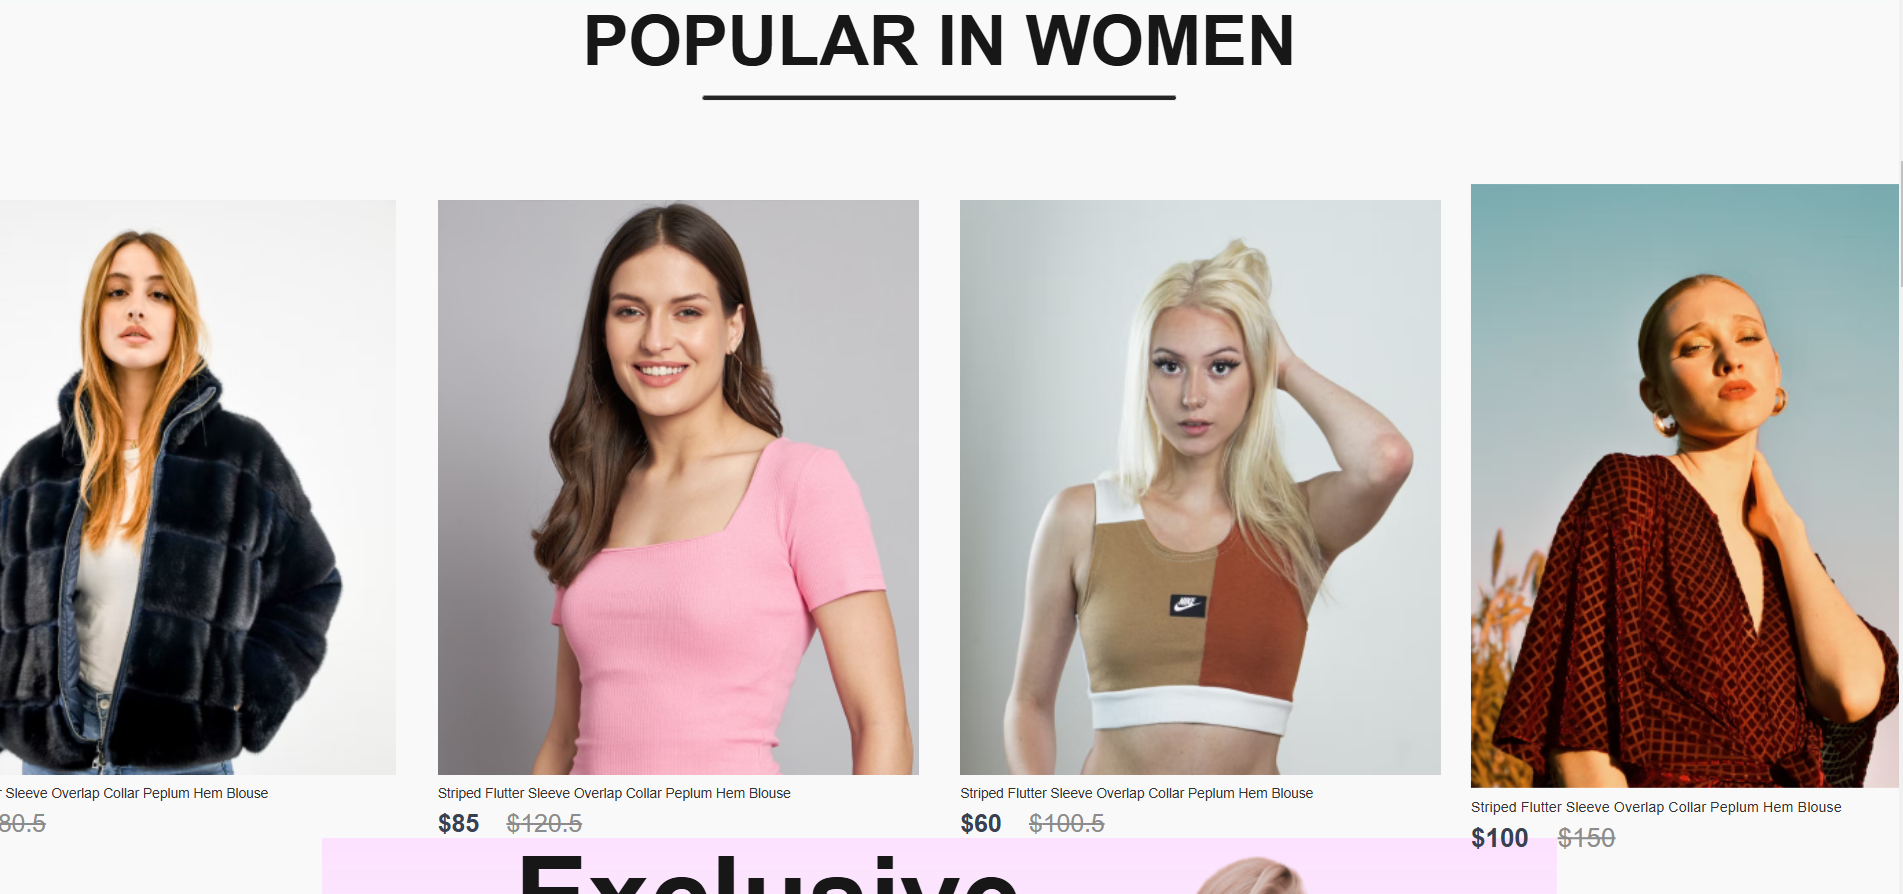 POPULAR IN WOMEN
NIKE
Sleeve Overlap Collar Peplum Hem Blouse
80.5
Striped Flutter Sleeve Overlap Collar Peplum Hem Blouse
$85 $120.5
Striped Flutter Sleeve Overlap Collar Peplum Hem Blouse
$60 $100.5
Striped Flutter Sleeve Overlap Collar Peplum Hem Blouse
$100 $150
Exclusive